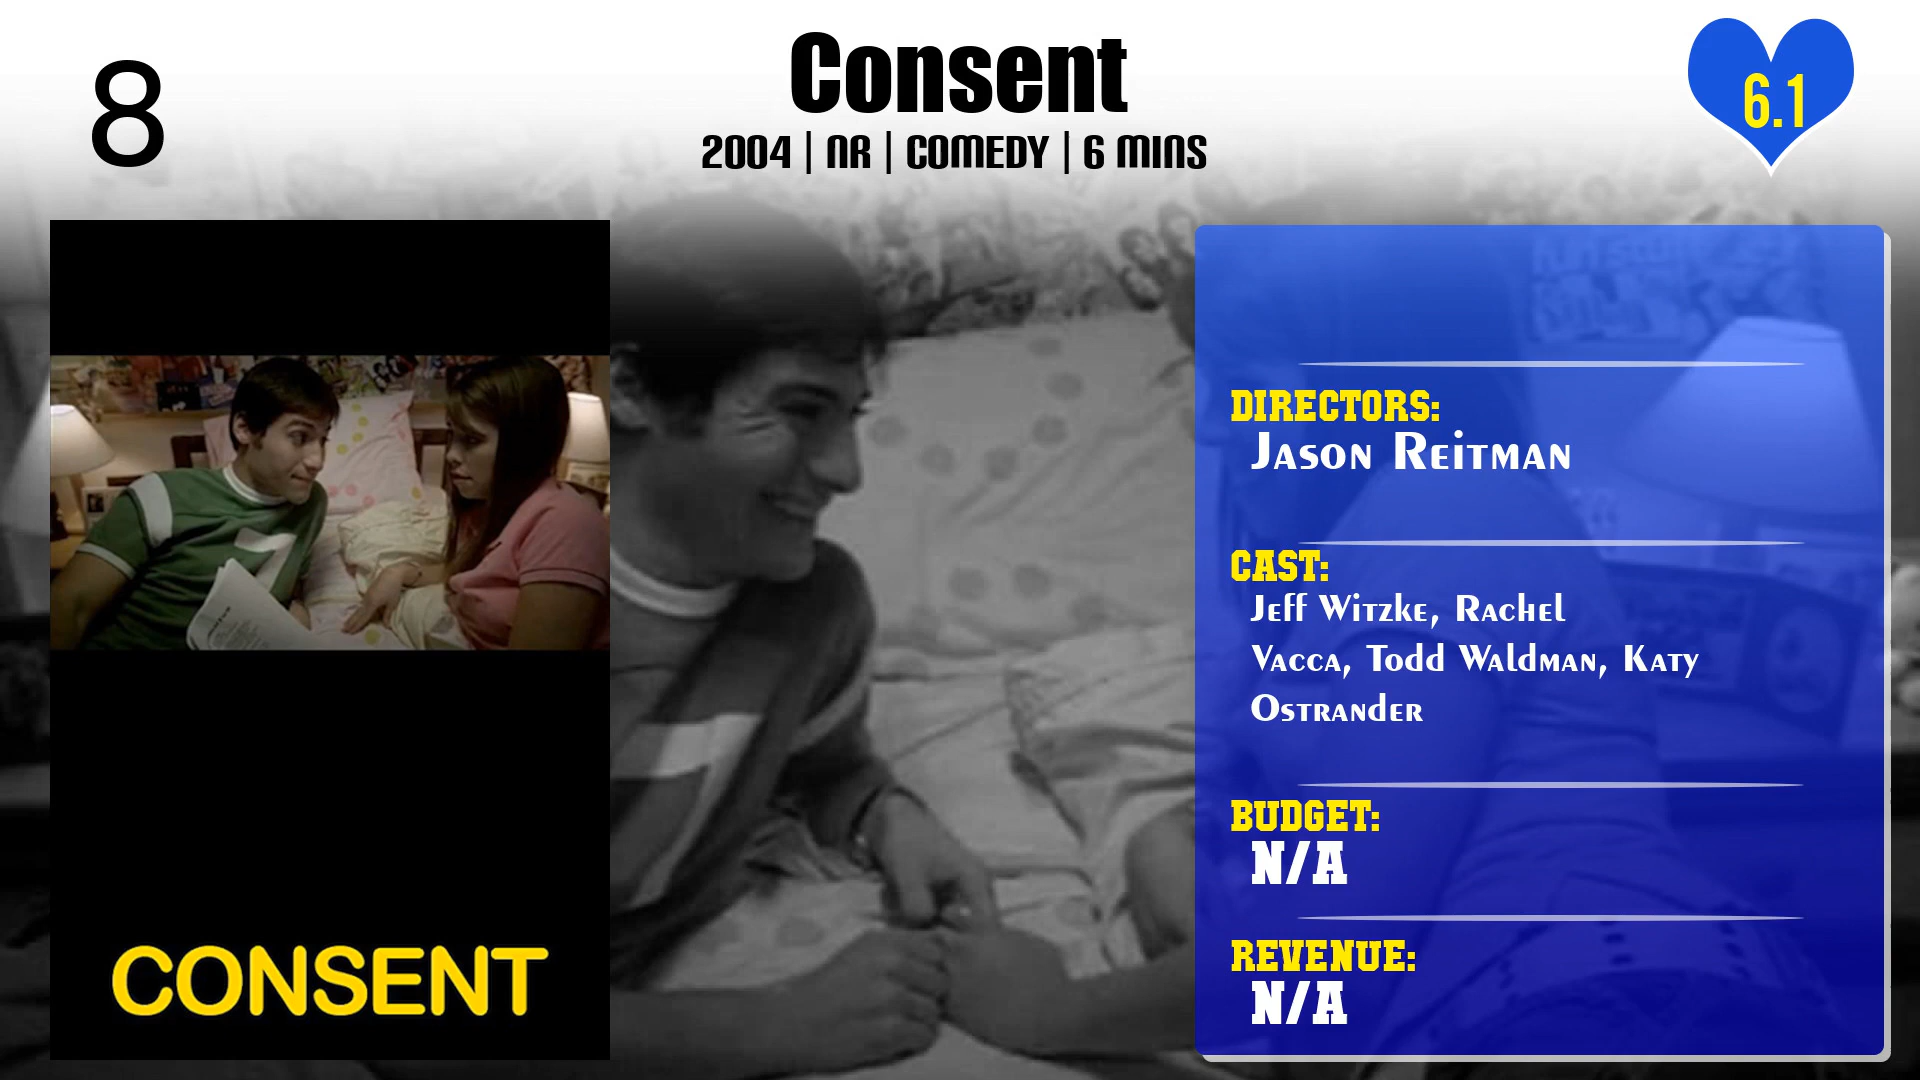 8
Consent
2004 | NR | COMEDY | 6 MINS
6.1
CONSENT
DIRECTORS:
Jason Reitman
CAST:
Jeff Witzke, Rachel
Vacca, Todd Waldman, Katy
Ostrander
BUDGET:
N/A
REVENUE:
N/A